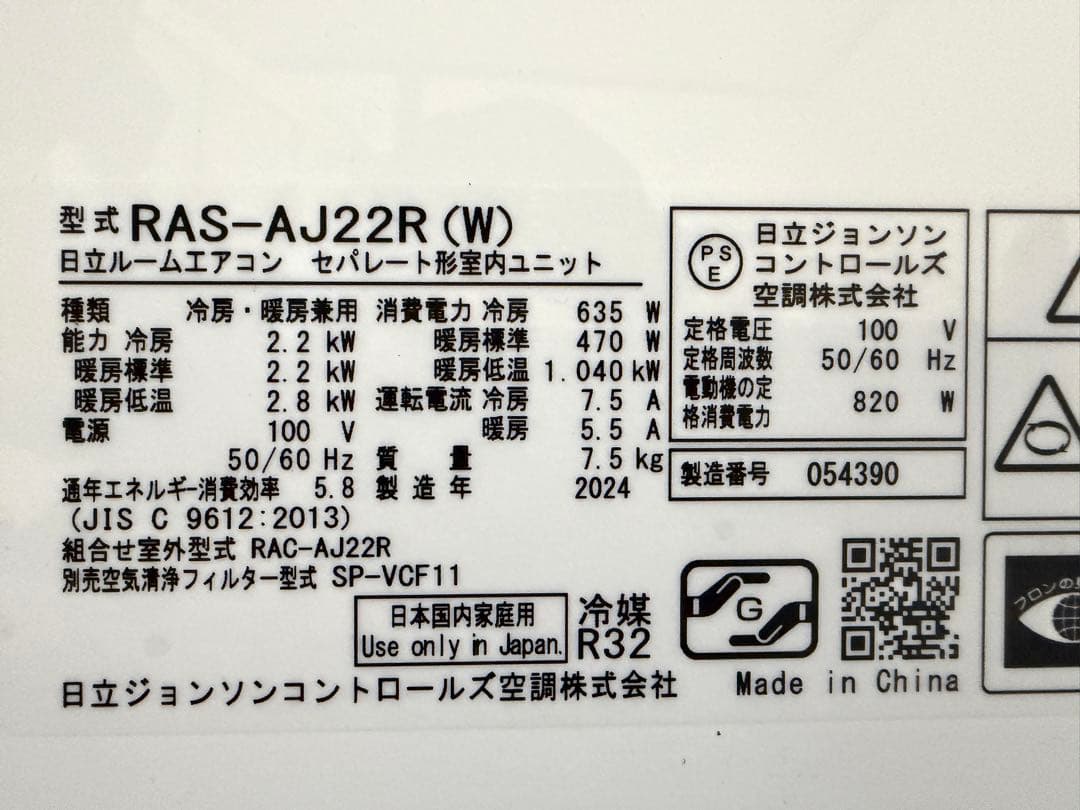 型式 RAS-AJ22R(W)
日立ルームエアコン セパレート形室内ユニット
種類 冷房・暖房兼用
能力 冷房 2.2 kW
暖房標準 2.2 kW
暖房低温 2.8 kW
電源 100 V
50/60 Hz
通年エネルギー消費効率 5.8
(JIS C 9612:2013)
消費電力 冷房 635 W
暖房標準 470 W
暖房低温 1.040 kW
運転電流 冷房 7.5 A
暖房 5.5 A
質量 7.5 kg
製造年 2024
組合せ室外型式 RAC-AJ22R
別売空気清浄フィルター型式 SP-VCF11
日本国内家庭用
Use only in Japan.
冷媒
R32
日立ジョンソンコントロールズ空調株式会社
PS
E
日立ジョンソン
コントロールズ
空調株式会社
定格電圧 100 V
定格周波数 50/60 Hz
電動機の定
格消費電力 820 W
製造番号 054390
G
Made in China
フロンの